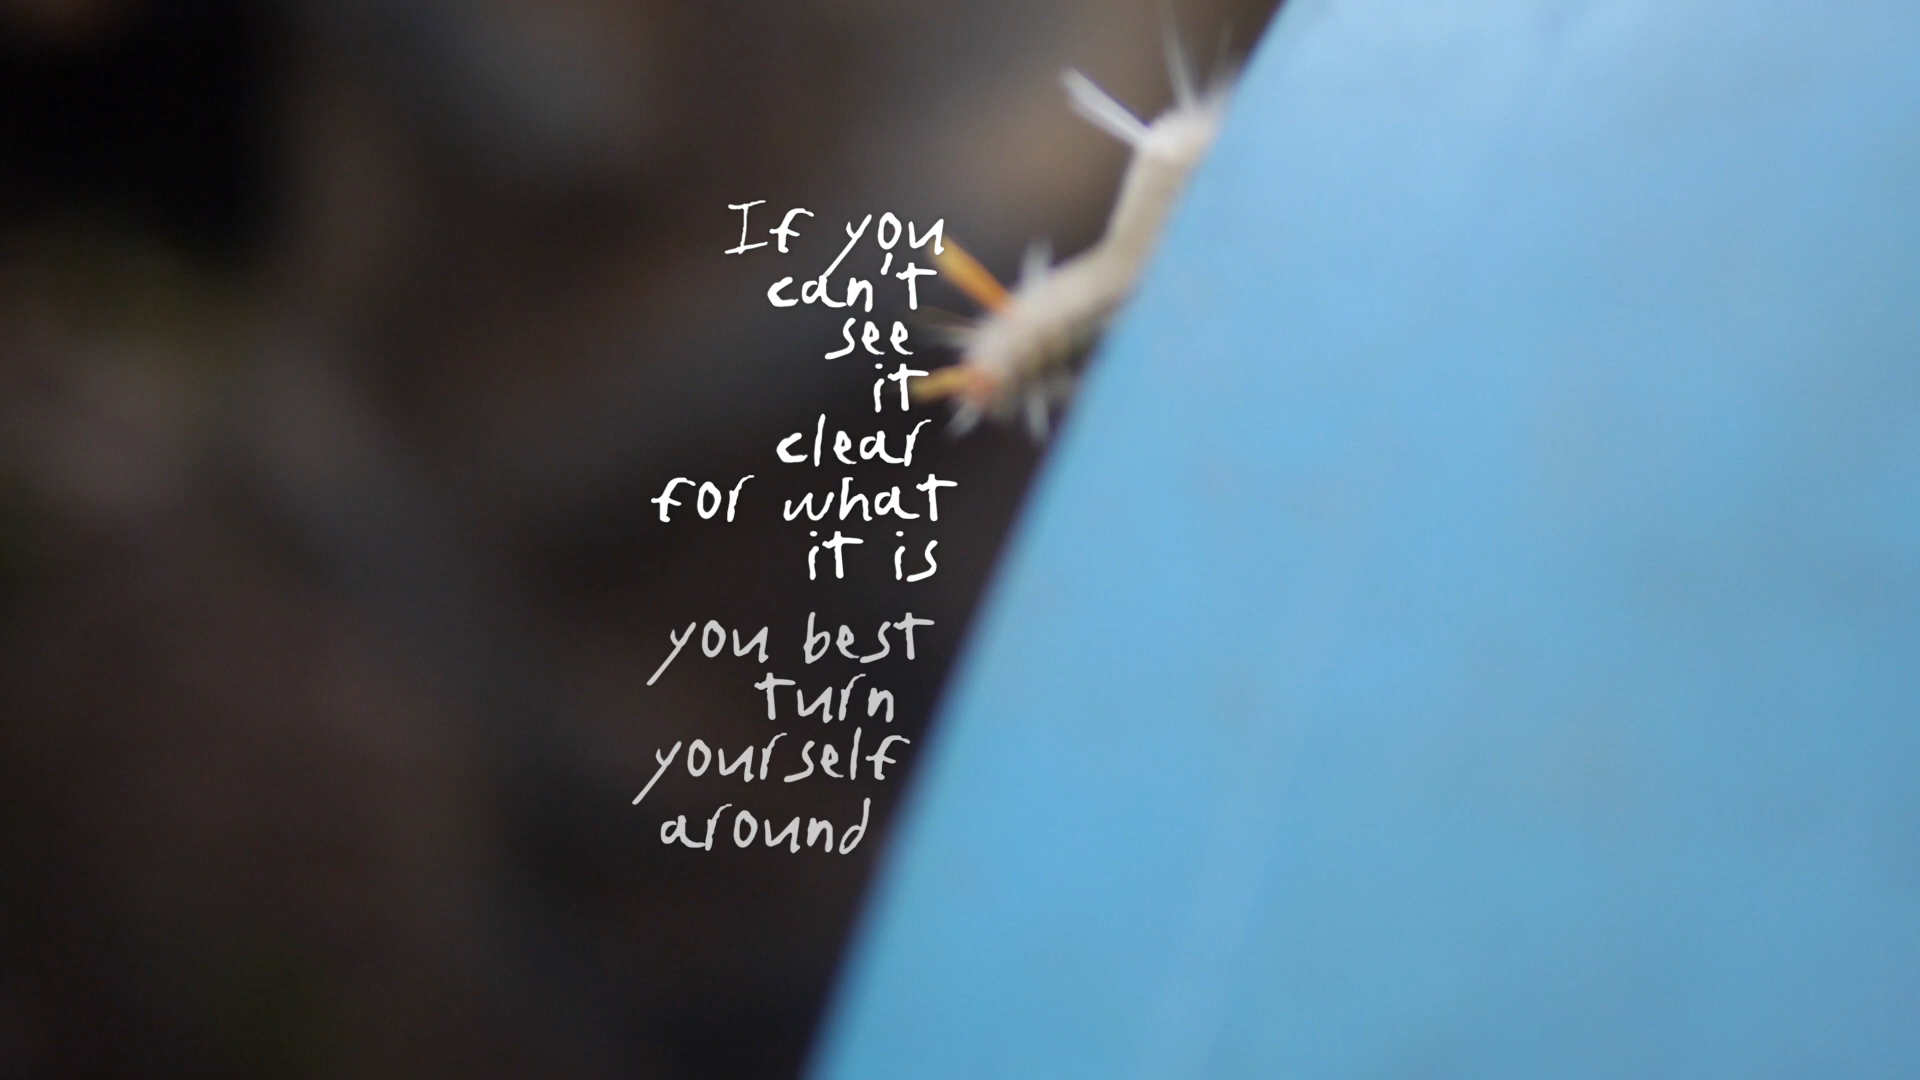 If you
can't
see
it
clear
for what
it is
you best
turn
yourself
around